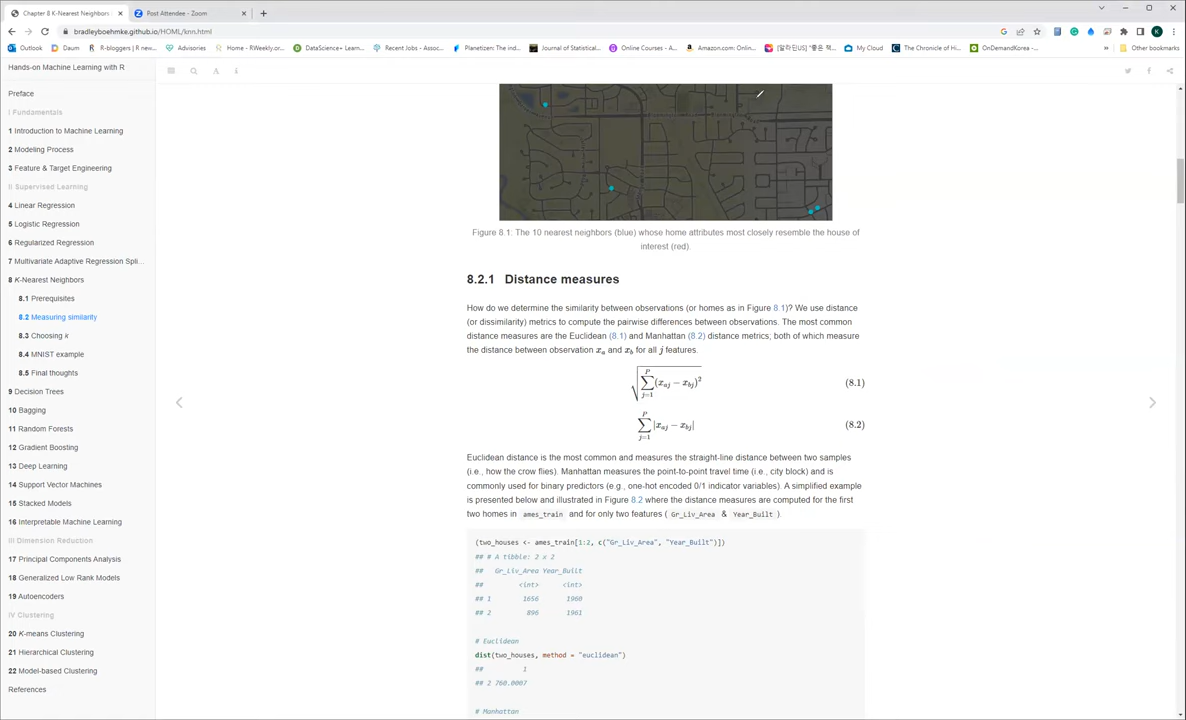 Chapter 8 K-Nearest Neighbors
Post Attendee - Zoom
bradleyboehmke.github.io/HOML/knn.html
Outlook
Daum
R-bloggers | R new...
Advisories
Home - RWeekly.or...
DataScience+ Learn...
Recent Jobs - Assoc...
Planetizen: The ind...
Journal of Statistical...
Online Courses - A...
Amazon.com: Onlin...
My Cloud
The Chronicle of Hi...
OnDemandKorea -...
Other bookmarks
Hands-on Machine Learning with R
Preface
I Fundamentals
1 Introduction to Machine Learning
2 Modeling Process
3 Feature & Target Engineering
II Supervised Learning
4 Linear Regression
5 Logistic Regression
6 Regularized Regression
7 Multivariate Adaptive Regression Spli...
8 K-Nearest Neighbors
8.1 Prerequisites
8.2 Measuring similarity
8.3 Choosing k
8.4 MNIST example
8.5 Final thoughts
9 Decision Trees
10 Bagging
11 Random Forests
12 Gradient Boosting
13 Deep Learning
14 Support Vector Machines
15 Stacked Models
16 Interpretable Machine Learning
III Dimension Reduction
17 Principal Components Analysis
18 Generalized Low Rank Models
19 Autoencoders
IV Clustering
20 K-means Clustering
21 Hierarchical Clustering
22 Model-based Clustering
References
Figure 8.1: The 10 nearest neighbors (blue) whose home attributes most closely resemble the house of
interest (red).
8.2.1 Distance measures
How do we determine the similarity between observations (or homes as in Figure 8.1)? We use distance
(or dissimilarity) metrics to compute the pairwise differences between observations. The most common
distance measures are the Euclidean (8.1) and Manhattan (8.2) distance metrics; both of which measure
the distance between observation xa and xb for all j features.
√ P ∑ j=1 (xaj − xbj)² (8.1)
P ∑ j=1 |xaj − xbj| (8.2)
Euclidean distance is the most common and measures the straight-line distance between two samples
(i.e., how the crow flies). Manhattan measures the point-to-point travel time (i.e., city block) and is
commonly used for binary predictors (e.g., one-hot encoded 0/1 indicator variables). A simplified example
is presented below and illustrated in Figure 8.2 where the distance measures are computed for the first
two homes in ames_train and for only two features ( Gr_Liv_Area & Year_Built ).
(two_houses <- ames_train[1:2, c("Gr_Liv_Area", "Year_Built")])
## # A tibble: 2 x 2
## Gr_Liv_Area Year_Built
## <int> <int>
## 1 1656 1960
## 2 896 1961
# Euclidean
dist(two_houses, method = "euclidean")
## 1
## 2 760.0007
# Manhattan